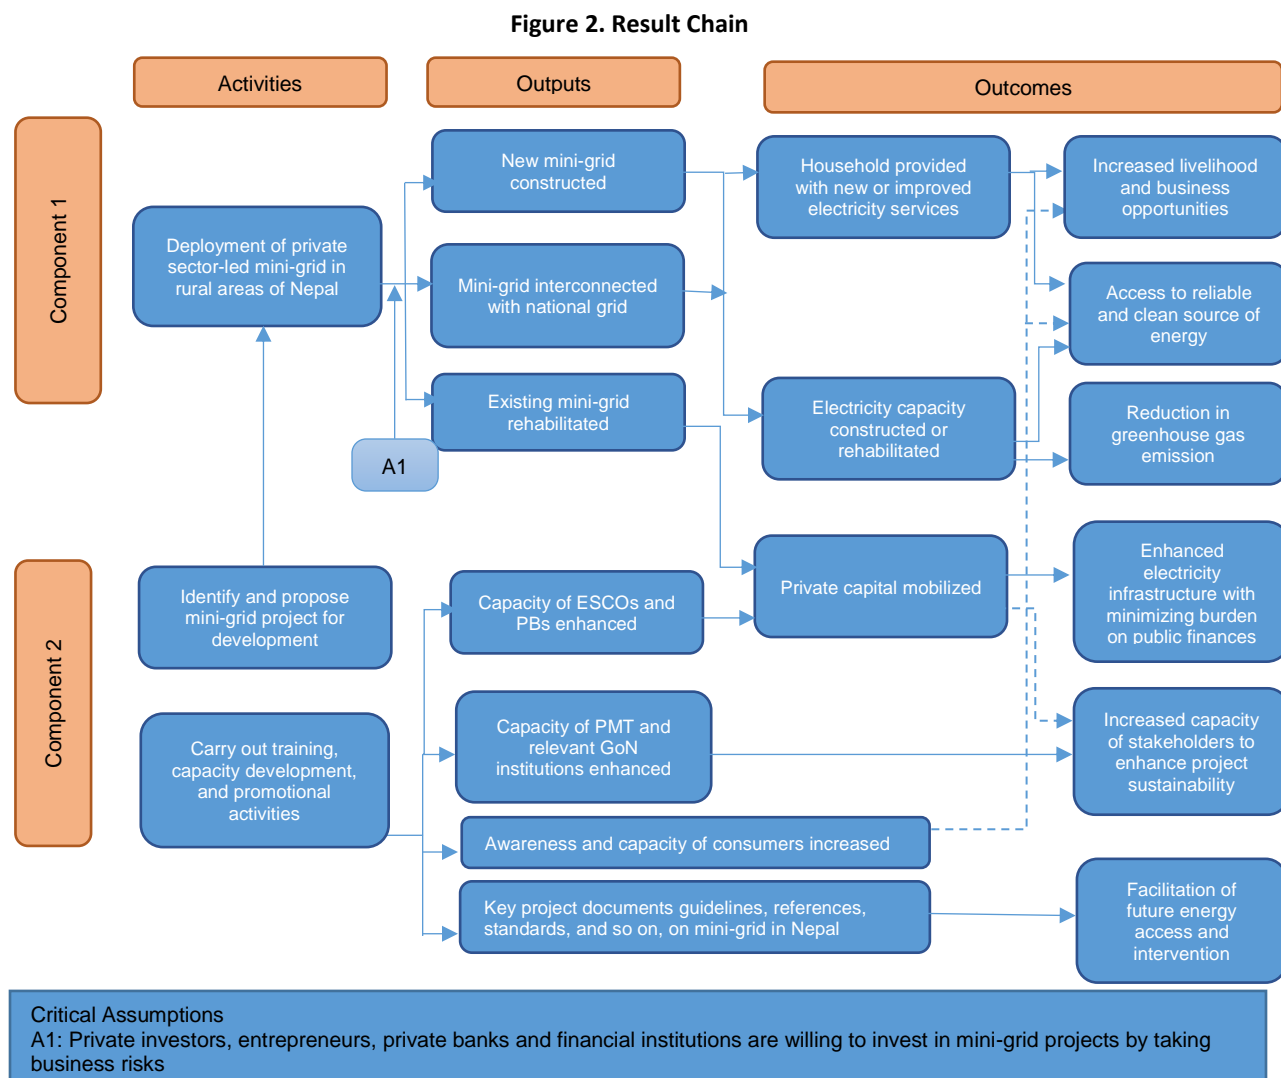 Figure 2. Result Chain
Activities
Outputs
Outcomes
Component 1
Deployment of private
sector-led mini-grid in
rural areas of Nepal
New mini-grid
constructed
Mini-grid interconnected
with national grid
Existing mini-grid
rehabilitated
A1
Household provided
with new or improved
electricity services
Electricity capacity
constructed or
rehabilitated
Increased livelihood
and business
opportunities
Access to reliable
and clean source of
energy
Reduction in
greenhouse gas
emission
Component 2
Identify and propose
mini-grid project for
development
Carry out training,
capacity development,
and promotional
activities
Capacity of ESCOs and
PBs enhanced
Capacity of PMT and
relevant GoN
institutions enhanced
Awareness and capacity of consumers increased
Key project documents guidelines, references,
standards, and so on, on mini-grid in Nepal
Private capital mobilized
Enhanced
electricity
infrastructure with
minimizing burden
on public finances
Increased capacity
of stakeholders to
enhance project
sustainability
Facilitation of
future energy
access and
intervention
Critical Assumptions
A1: Private investors, entrepreneurs, private banks and financial institutions are willing to invest in mini-grid projects by taking
business risks